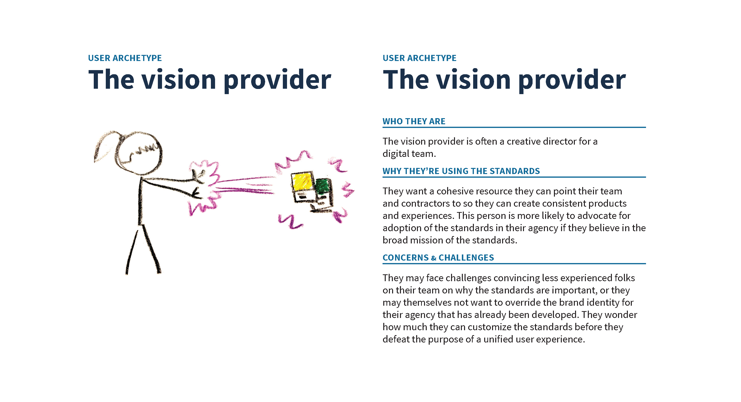 USER ARCHETYPE
The vision provider
USER ARCHETYPE
The vision provider
WHO THEY ARE
The vision provider is often a creative director for a
digital team.
WHY THEY'RE USING THE STANDARDS
They want a cohesive resource they can point their team
and contractors to so they can create consistent products
and experiences. This person is more likely to advocate for
adoption of the standards in their agency if they believe in the
broad mission of the standards.
CONCERNS & CHALLENGES
They may face challenges convincing less experienced folks
on their team on why the standards are important, or they
may themselves not want to override the brand identity for
their agency that has already been developed. They wonder
how much they can customize the standards before they
defeat the purpose of a unified user experience.